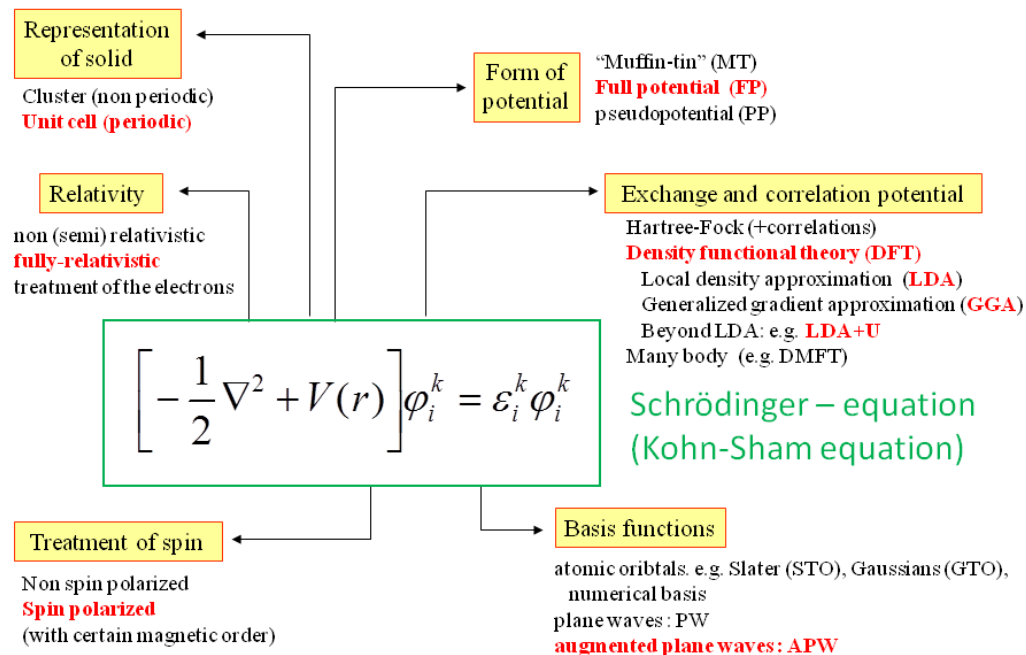 Representation
of solid
Cluster (non periodic)
Unit cell (periodic)
Form of
potential
“Muffin-tin” (MT)
Full potential (FP)
pseudopotential (PP)
Relativity
non (semi) relativistic
fully-relativistic
treatment of the electrons
Exchange and correlation potential
Hartree-Fock (+correlations)
Density functional theory (DFT)
Local density approximation (LDA)
Generalized gradient approximation (GGA)
Beyond LDA: e.g. LDA+U
Many body (e.g. DMFT)
[-1/2 ∇² + V(r)] φᵢᵏ = εᵢᵏ φᵢᵏ
Schrödinger – equation
(Kohn-Sham equation)
Treatment of spin
Non spin polarized
Spin polarized
(with certain magnetic order)
Basis functions
atomic oribtals. e.g. Slater (STO), Gaussians (GTO),
numerical basis
plane waves : PW
augmented plane waves : APW